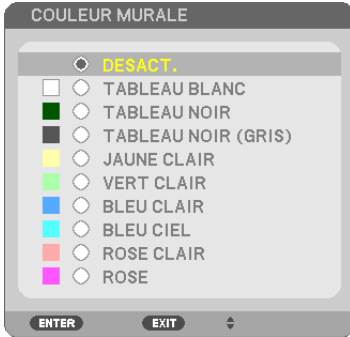 COULEUR MURALE
DESACT.
TABLEAU BLANC
TABLEAU NOIR
TABLEAU NOIR (GRIS)
JAUNE CLAIR
VERT CLAIR
BLEU CLAIR
BLEU CIEL
ROSE CLAIR
ROSE
ENTER EXIT